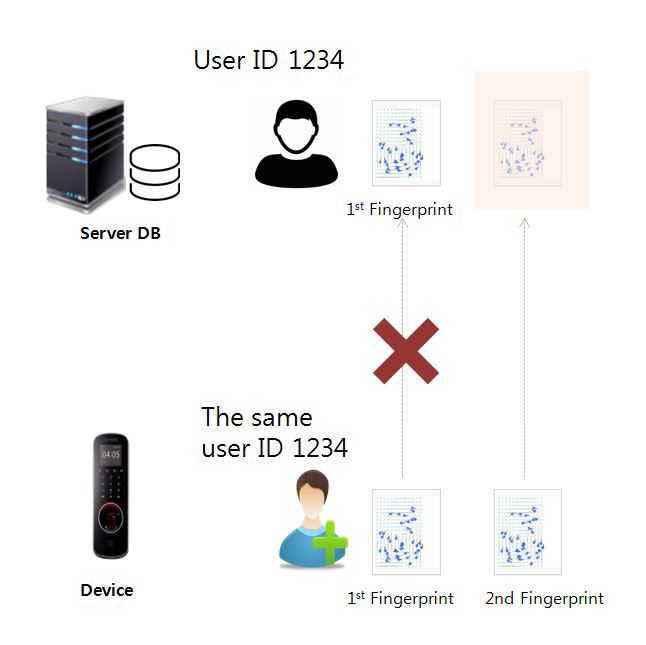 User ID 1234
1st Fingerprint
Server DB
The same
user ID 1234
04:05
Device
1st Fingerprint
2nd Fingerprint